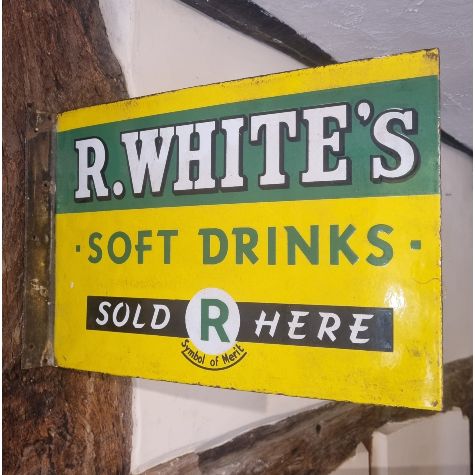 R.WHITE'S
· SOFT DRINKS ·
SOLD R HERE
Symbol of Merit